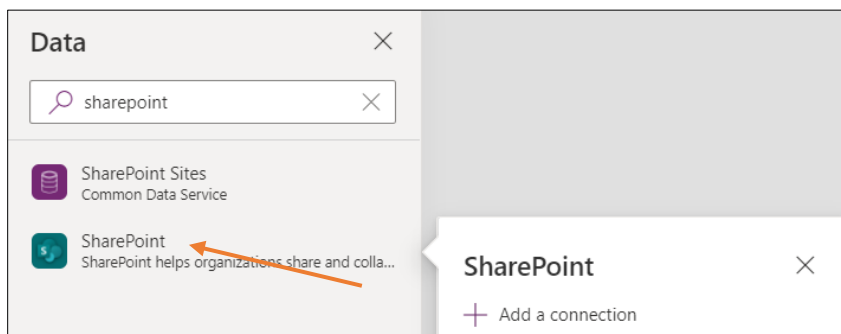 Data
sharepoint
SharePoint Sites
Common Data Service
SharePoint
SharePoint helps organizations share and colla...
SharePoint
Add a connection